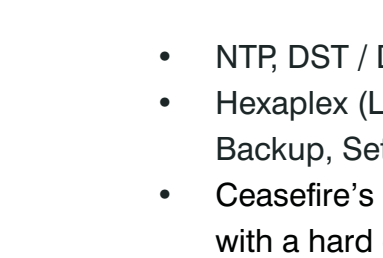 • NTP, DST /
• Hexaplex (L
Backup, Set
• Ceasefire's
with a hard